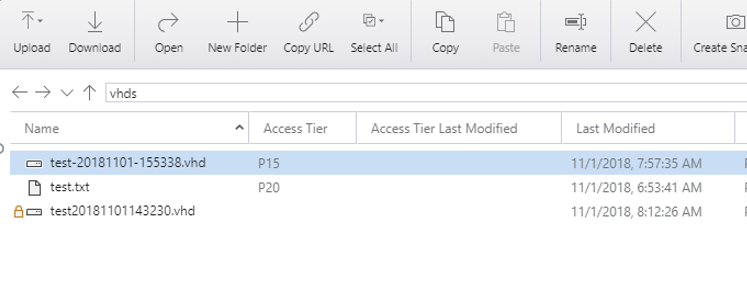 Upload Download Open New Folder Copy URL Select All Copy Paste Rename Delete Create
vhds
Name Access Tier Access Tier Last Modified Last Modified
test-20181101-155338.vhd P15 11/1/2018, 7:57:35 AM
test.txt P20 11/1/2018, 6:53:41 AM
test20181101143230.vhd 11/1/2018, 8:12:26 AM